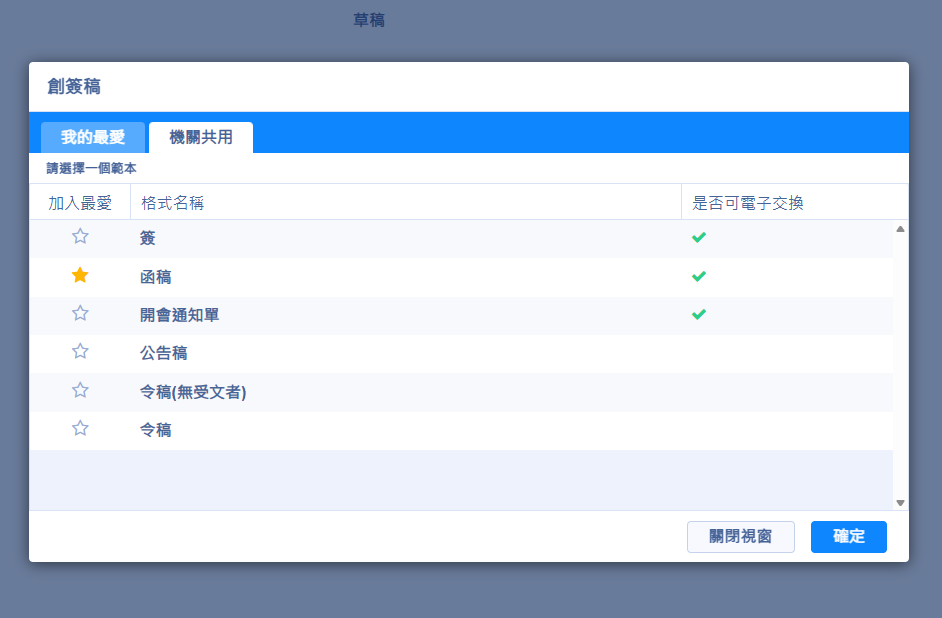 草稿
創簽稿
我的最愛 機關共用
請選擇一個範本
加入最愛 格式名稱 是否可電子交換
簽
函稿
開會通知單
公告稿
令稿(無受文者)
令稿
關閉視窗 確定